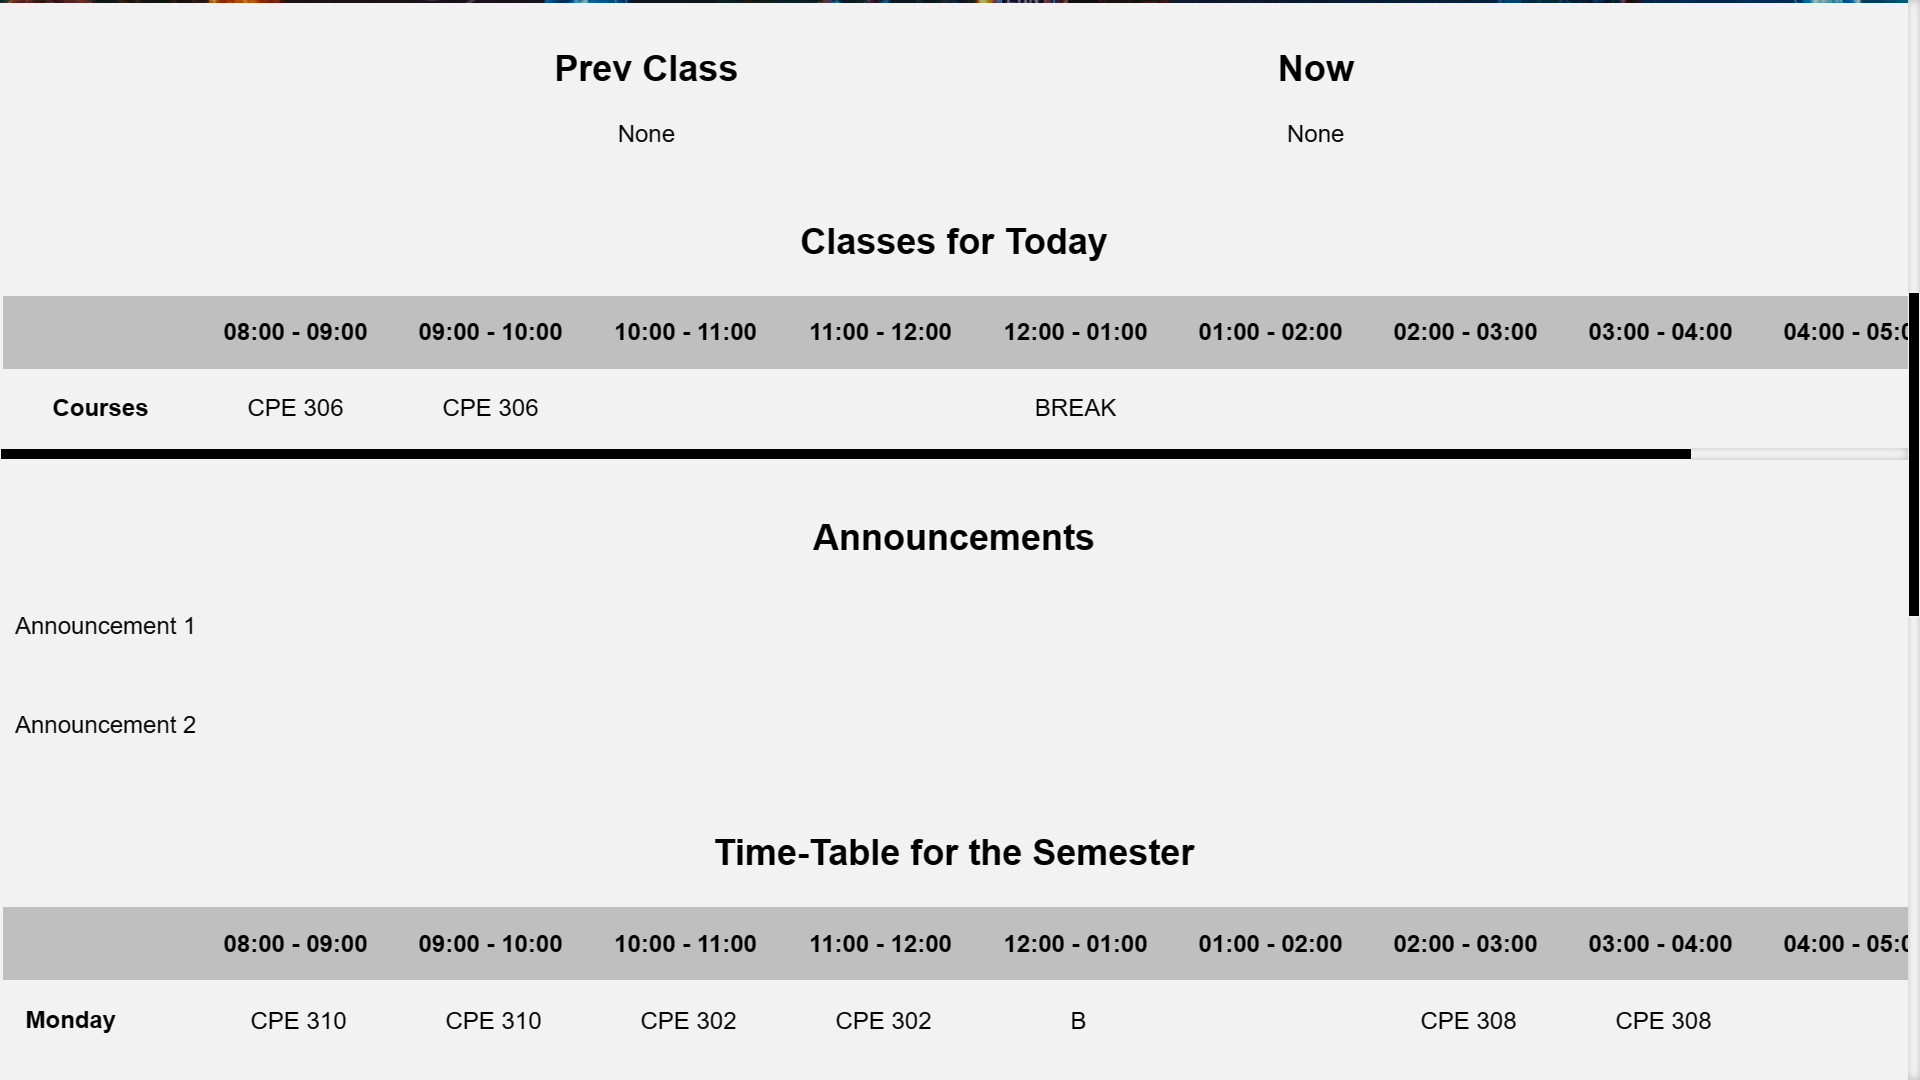 Prev Class Now
None None
Classes for Today
08:00 - 09:00 09:00 - 10:00 10:00 - 11:00 11:00 - 12:00 12:00 - 01:00 01:00 - 02:00 02:00 - 03:00 03:00 - 04:00 04:00 - 05:0
Courses CPE 306 CPE 306 BREAK
Announcements
Announcement 1
Announcement 2
Time-Table for the Semester
08:00 - 09:00 09:00 - 10:00 10:00 - 11:00 11:00 - 12:00 12:00 - 01:00 01:00 - 02:00 02:00 - 03:00 03:00 - 04:00 04:00 - 05:0
Monday CPE 310 CPE 310 CPE 302 CPE 302 B CPE 308 CPE 308